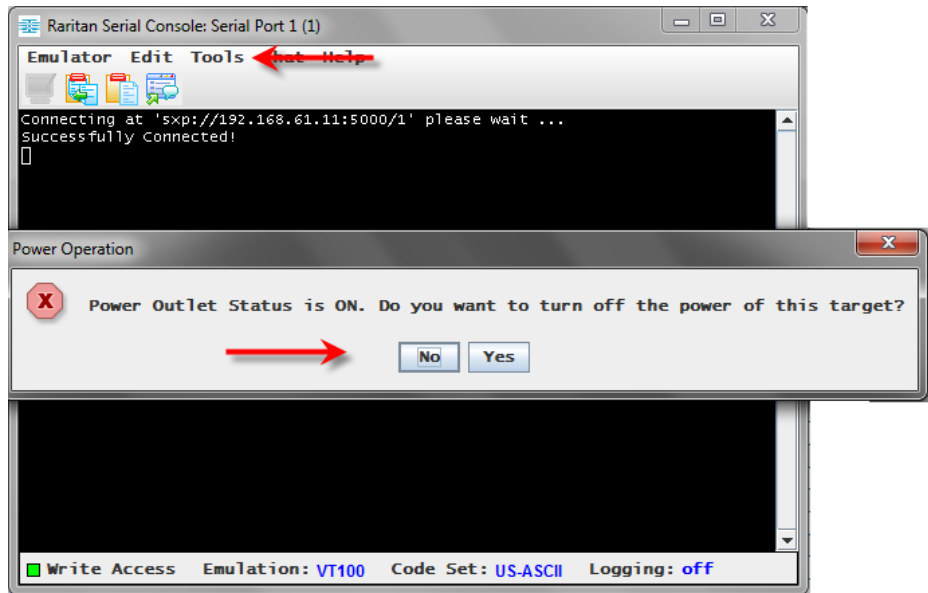 Raritan Serial Console: Serial Port 1 (1)
Emulator Edit Tools Chat Help
Connecting at 'sxp://192.168.61.11:5000/1' please wait ...
Successfully Connected!
Power Operation
Power Outlet Status is ON. Do you want to turn off the power of this target?
No Yes
Write Access Emulation: VT100 Code Set: US-ASCII Logging: off